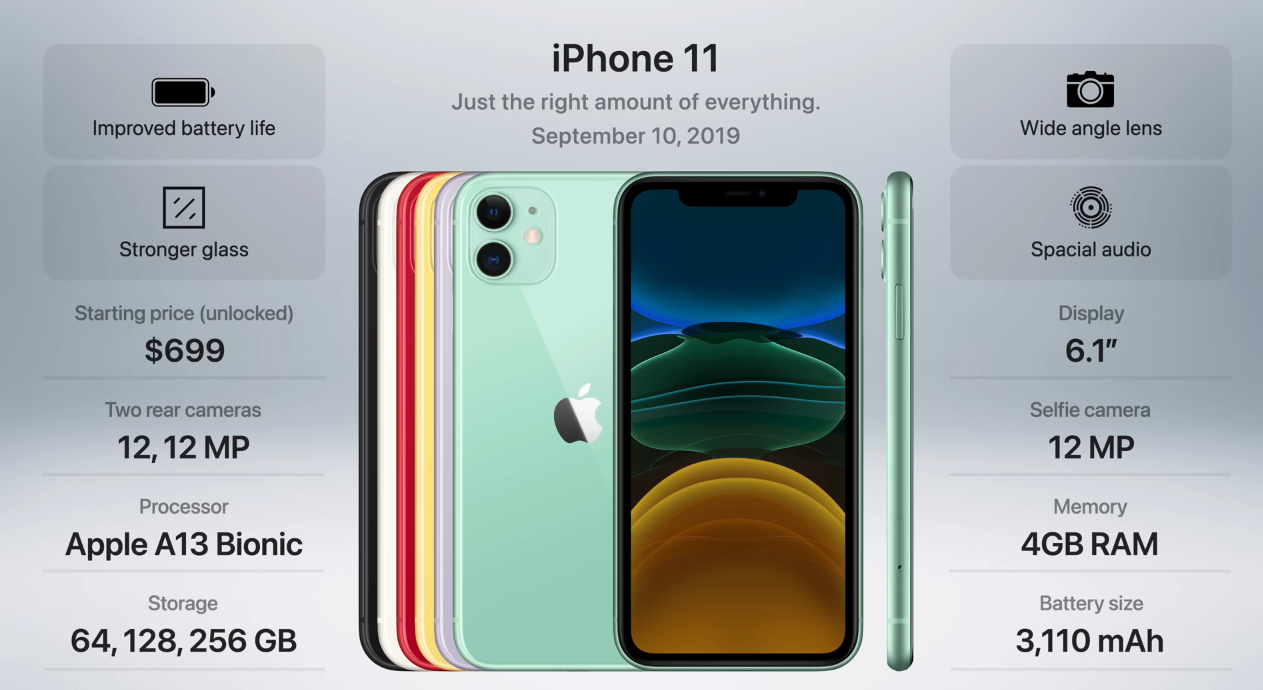 iPhone 11
Just the right amount of everything.
September 10, 2019
Improved battery life
Stronger glass
Starting price (unlocked)
$699
Two rear cameras
12, 12 MP
Processor
Apple A13 Bionic
Storage
64, 128, 256 GB
Wide angle lens
Spacial audio
Display
6.1”
Selfie camera
12 MP
Memory
4GB RAM
Battery size
3,110 mAh